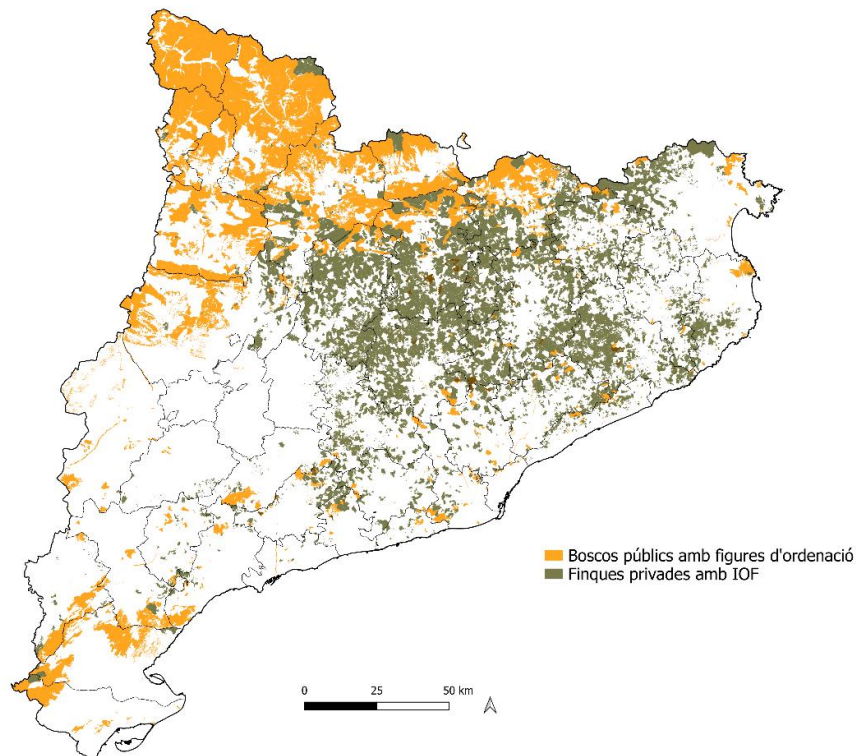 Boscos públics amb figures d'ordenació
Finques privades amb IOF
0 25 50 km